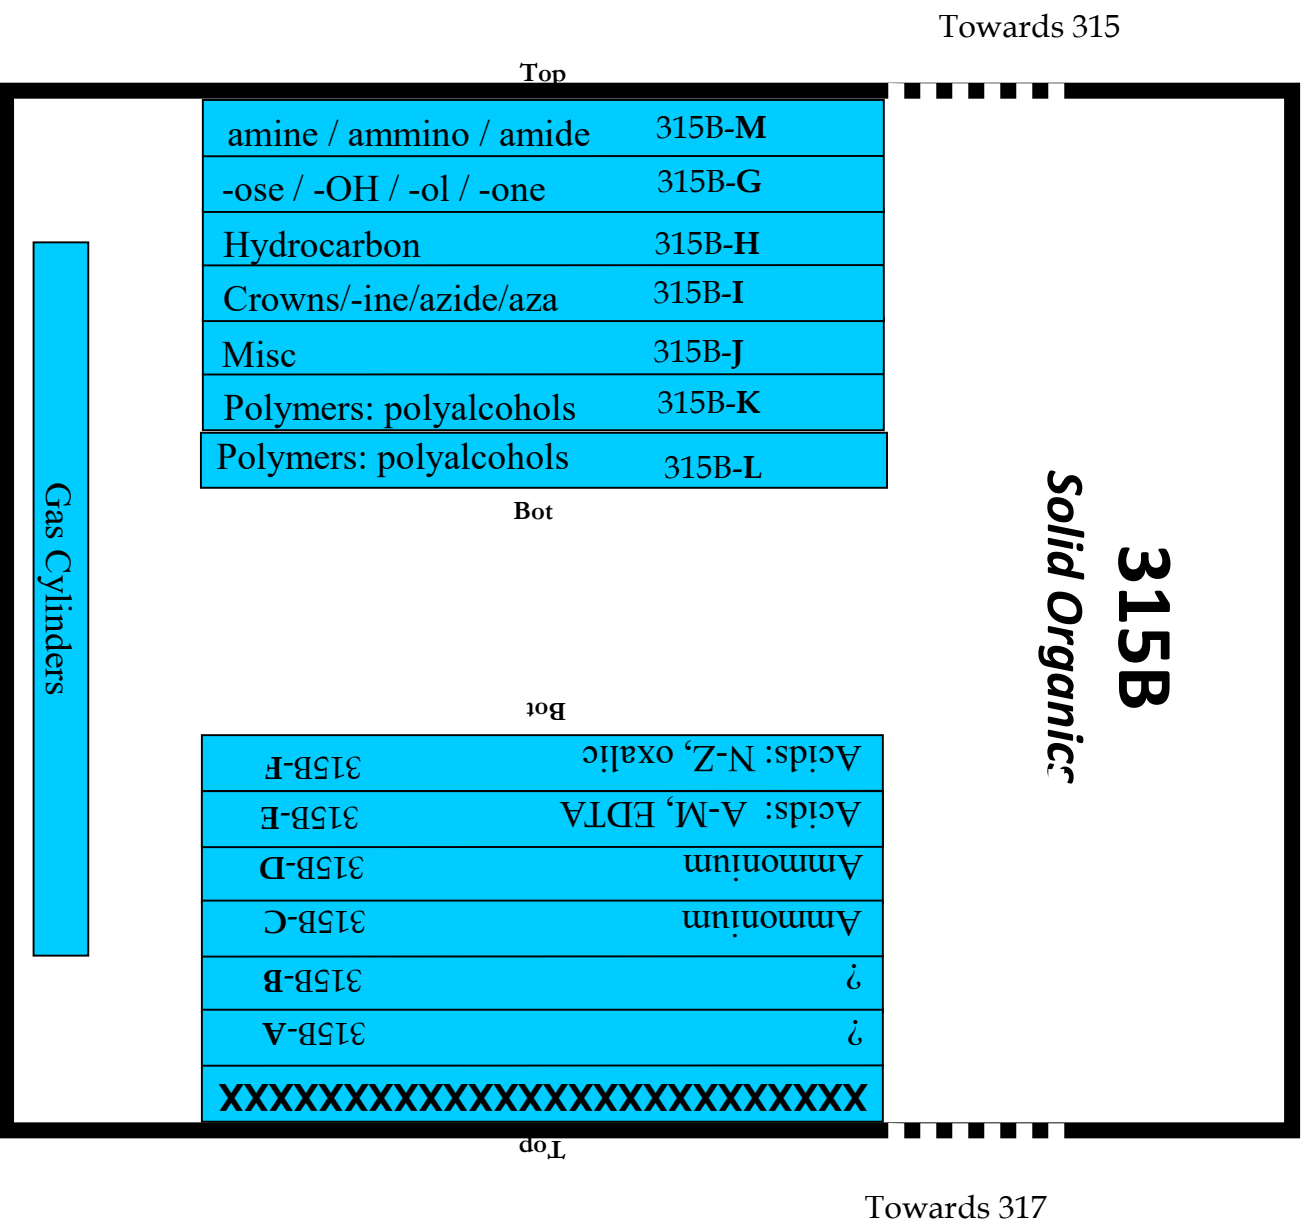 Towards 315
Top
amine / ammino / amide 315B-M
-ose / -OH / -ol / -one 315B-G
Hydrocarbon 315B-H
Crowns/-ine/azide/aza 315B-I
Misc 315B-J
Polymers: polyalcohols 315B-K
Polymers: polyalcohols 315B-L
Bot
Gas Cylinders
315B
Solid Organics
Bot
Acids: N-Z, oxalic 315B-F
Acids: A-M, EDTA 315B-E
Ammonium 315B-D
Ammonium 315B-C
? 315B-B
? 315B-A
XXXXXXXXXXXXXXXXXXXXXXXXXX
Top
Towards 317